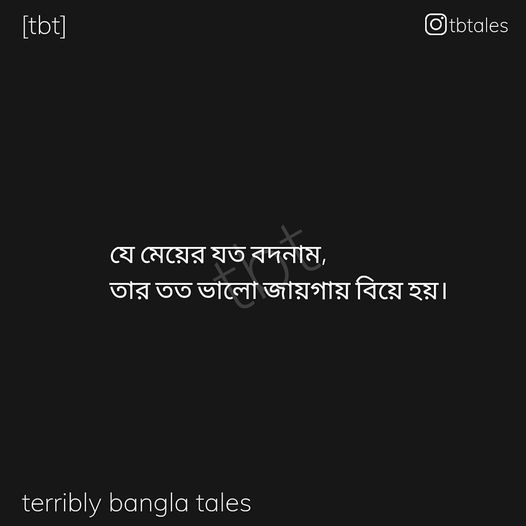 [tbt]
tbtales
tbt
যে মেয়ের যত বদনাম,
তার তত ভালো জায়গায় বিয়ে হয়।
terribly bangla tales